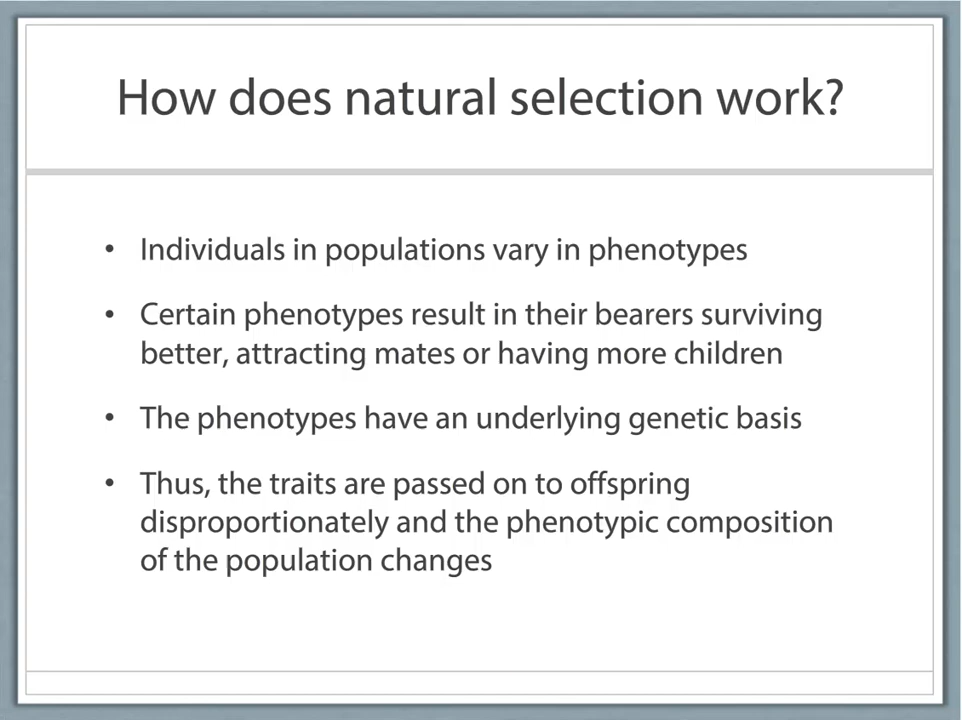 How does natural selection work?
• Individuals in populations vary in phenotypes
• Certain phenotypes result in their bearers surviving
better, attracting mates or having more children
• The phenotypes have an underlying genetic basis
• Thus, the traits are passed on to offspring
disproportionately and the phenotypic composition
of the population changes